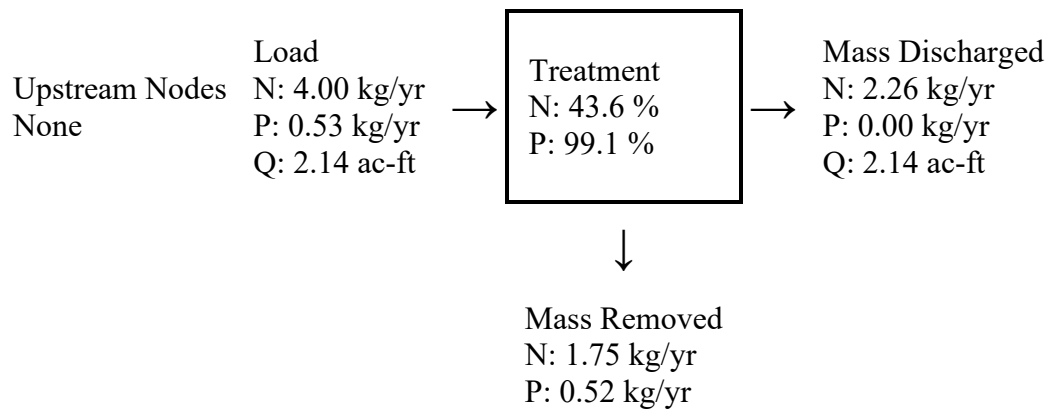 Upstream Nodes
None
Load
N: 4.00 kg/yr
P: 0.53 kg/yr
Q: 2.14 ac-ft
→
Treatment
N: 43.6 %
P: 99.1 %
→
Mass Discharged
N: 2.26 kg/yr
P: 0.00 kg/yr
Q: 2.14 ac-ft
↓
Mass Removed
N: 1.75 kg/yr
P: 0.52 kg/yr